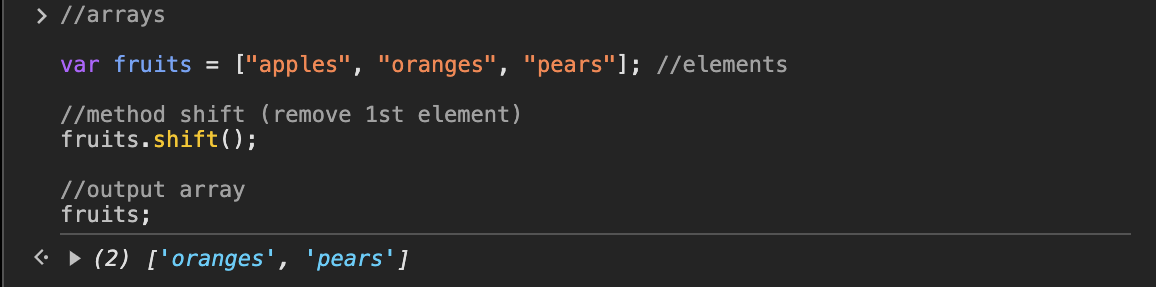 //arrays
var fruits = ["apples", "oranges", "pears"]; //elements
//method shift (remove 1st element)
fruits.shift();
//output array
fruits;
(2) ['oranges', 'pears']